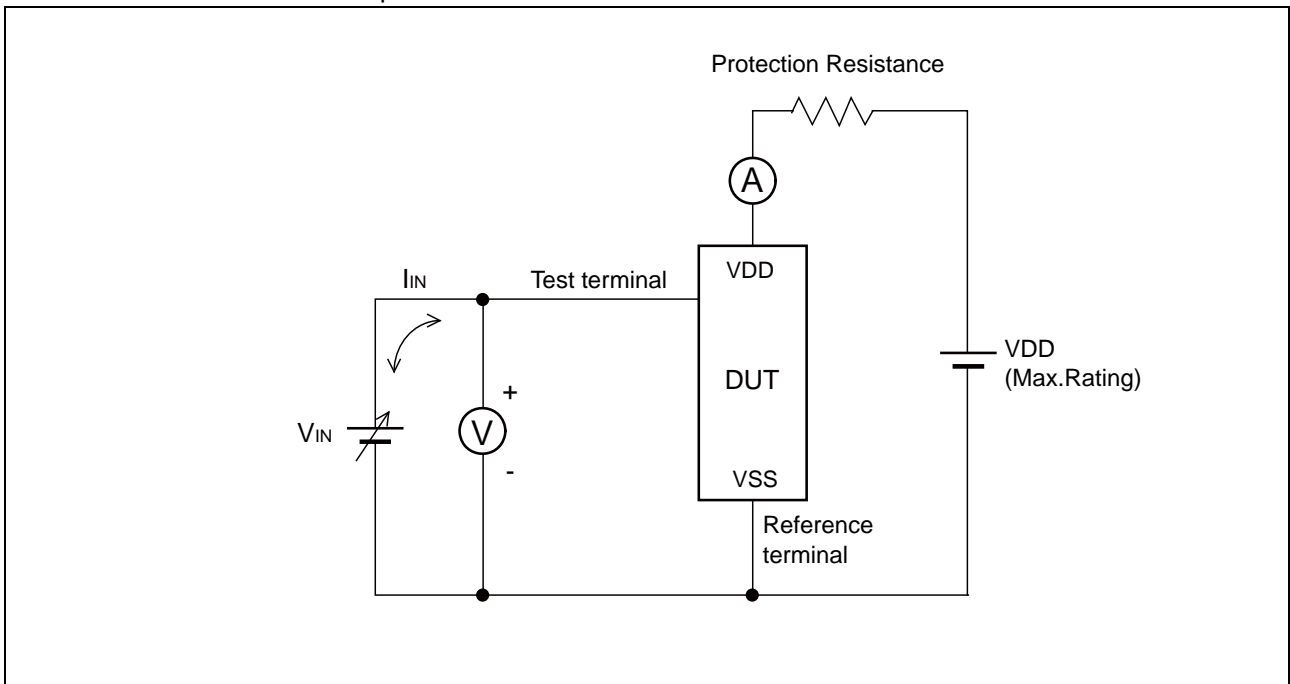 Protection Resistance
A
VDD
IIN
Test terminal
DUT
VDD
(Max.Rating)
VIN
+
V
-
VSS
Reference
terminal